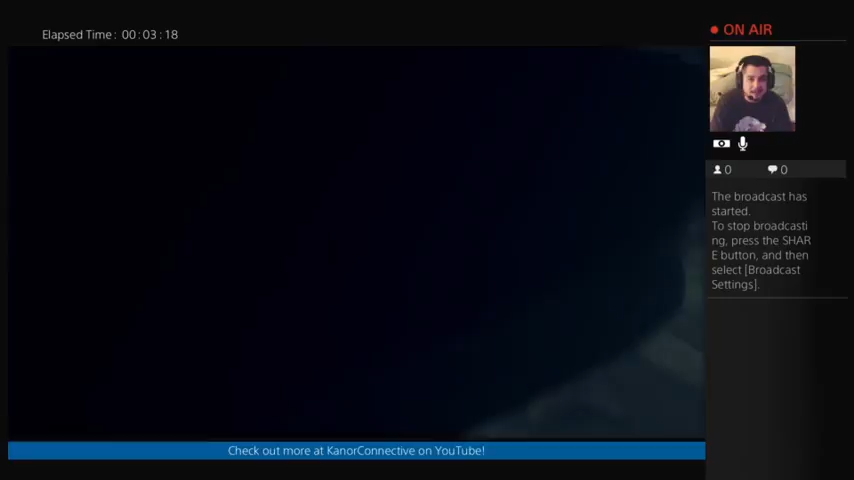 Elapsed Time: 00:03:18
ON AIR
0 0
The broadcast has
started.
To stop broadcasti
ng, press the SHAR
E button, and then
select [Broadcast
Settings].
Check out more at KanorConnective on YouTube!